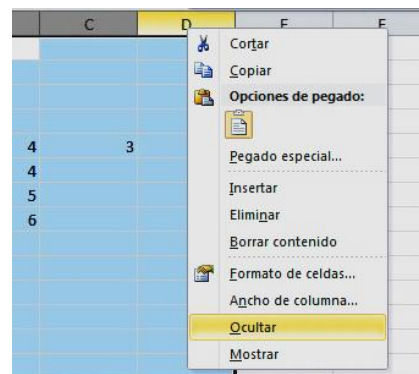 C D E F
Cortar
Copiar
Opciones de pegado:
4 3
Pegado especial...
4
5
Insertar
6
Eliminar
Borrar contenido
Formato de celdas...
Ancho de columna...
Ocultar
Mostrar